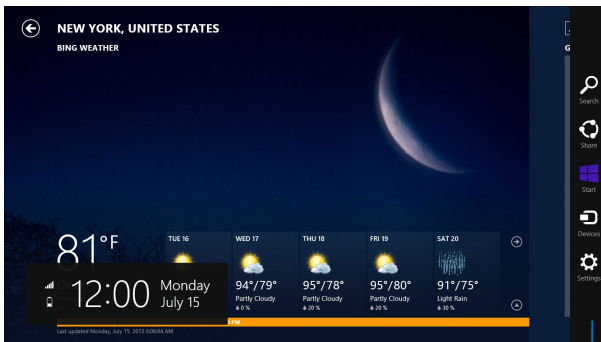 NEW YORK, UNITED STATES
BING WEATHER
Search
Share
Start
Devices
Settings
81°F
TUE 16
WED 17
94°/79°
Partly Cloudy
0 %
THU 18
95°/78°
Partly Cloudy
20 %
FRI 19
95°/80°
Partly Cloudy
20 %
SAT 20
91°/75°
Light Rain
30 %
12:00
Monday
July 15
PM
Last updated Monday, July 15, 2013 6:06:04 AM